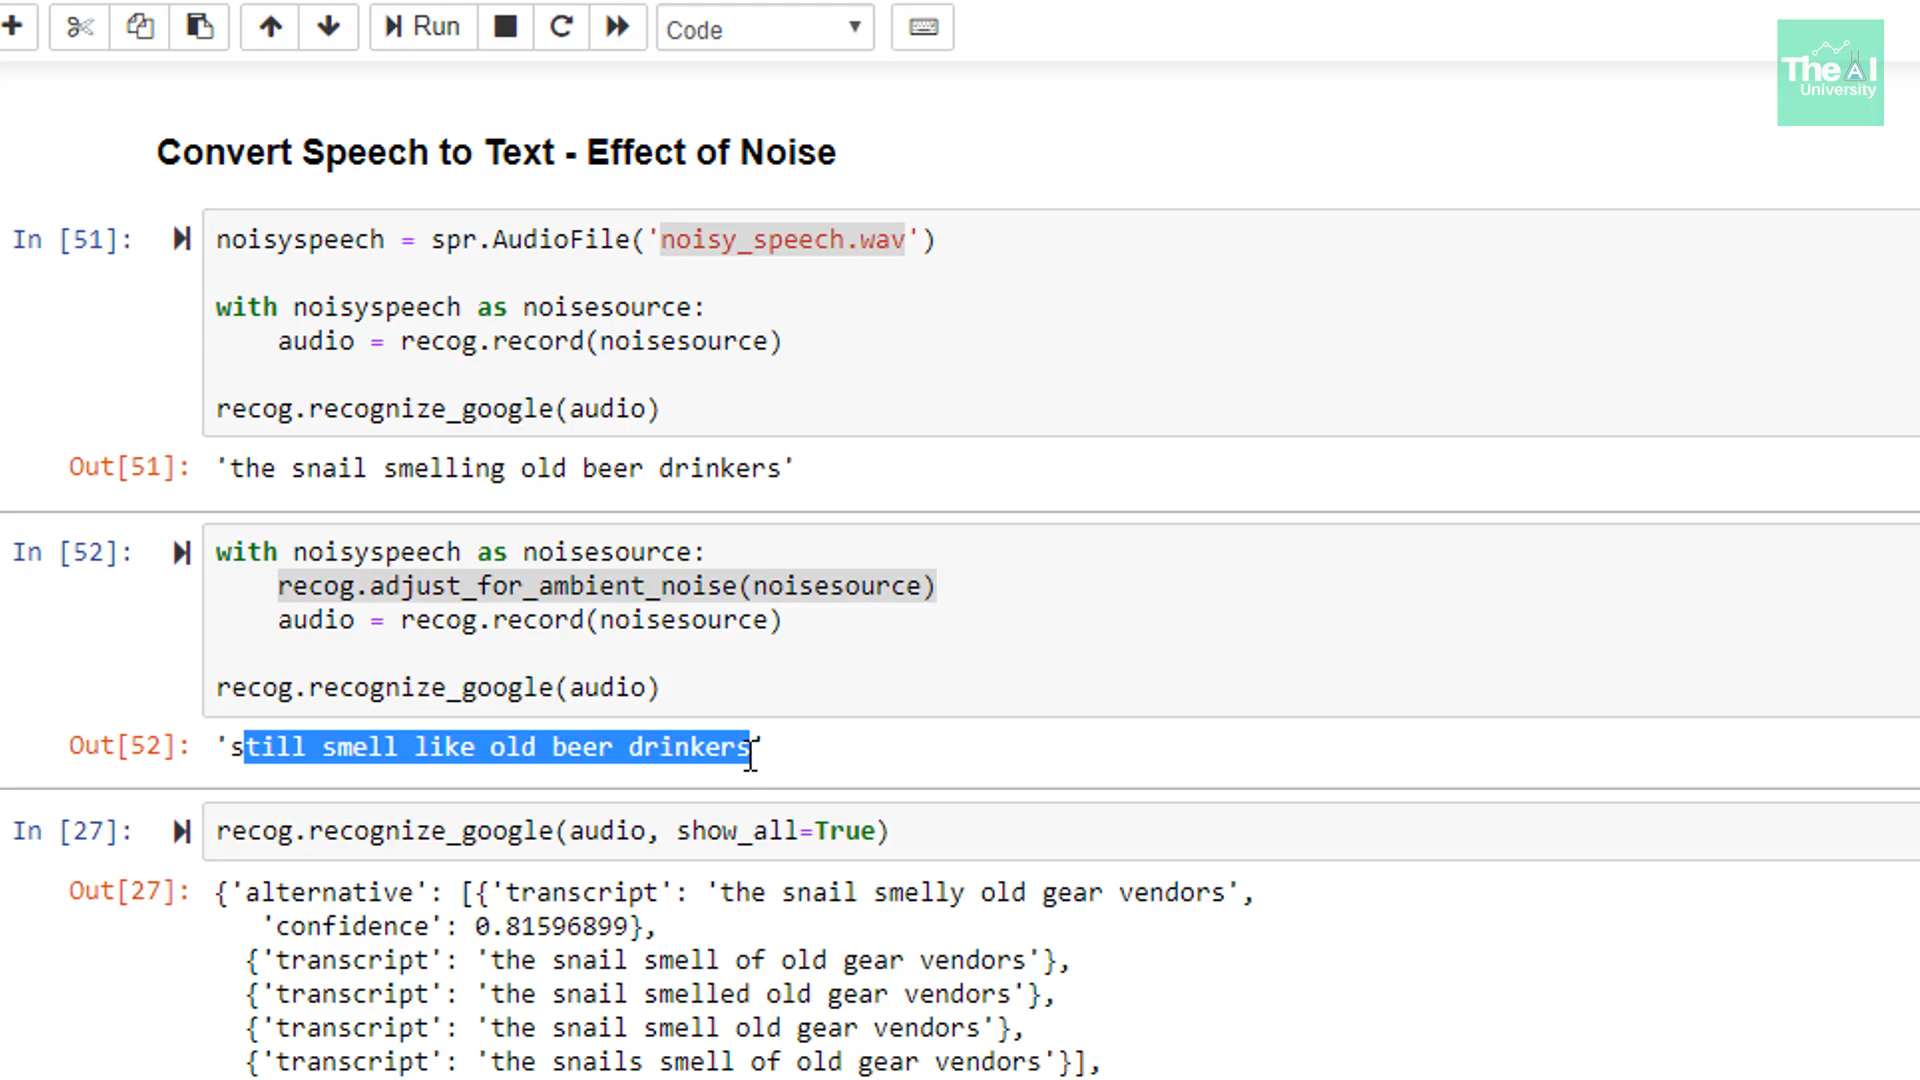 Run
Code
The AI
University
Convert Speech to Text - Effect of Noise
In [51]:
noisyspeech = spr.AudioFile('noisy_speech.wav')
with noisyspeech as noisesource:
    audio = recog.record(noisesource)
recog.recognize_google(audio)
Out[51]: 'the snail smelling old beer drinkers'
In [52]:
with noisyspeech as noisesource:
    recog.adjust_for_ambient_noise(noisesource)
    audio = recog.record(noisesource)
recog.recognize_google(audio)
Out[52]: 'still smell like old beer drinkers'
In [27]:
recog.recognize_google(audio, show_all=True)
Out[27]: {'alternative': [{'transcript': 'the snail smelly old gear vendors',
   'confidence': 0.81596899},
  {'transcript': 'the snail smell of old gear vendors'},
  {'transcript': 'the snail smelled old gear vendors'},
  {'transcript': 'the snail smell old gear vendors'},
  {'transcript': 'the snails smell of old gear vendors'}],